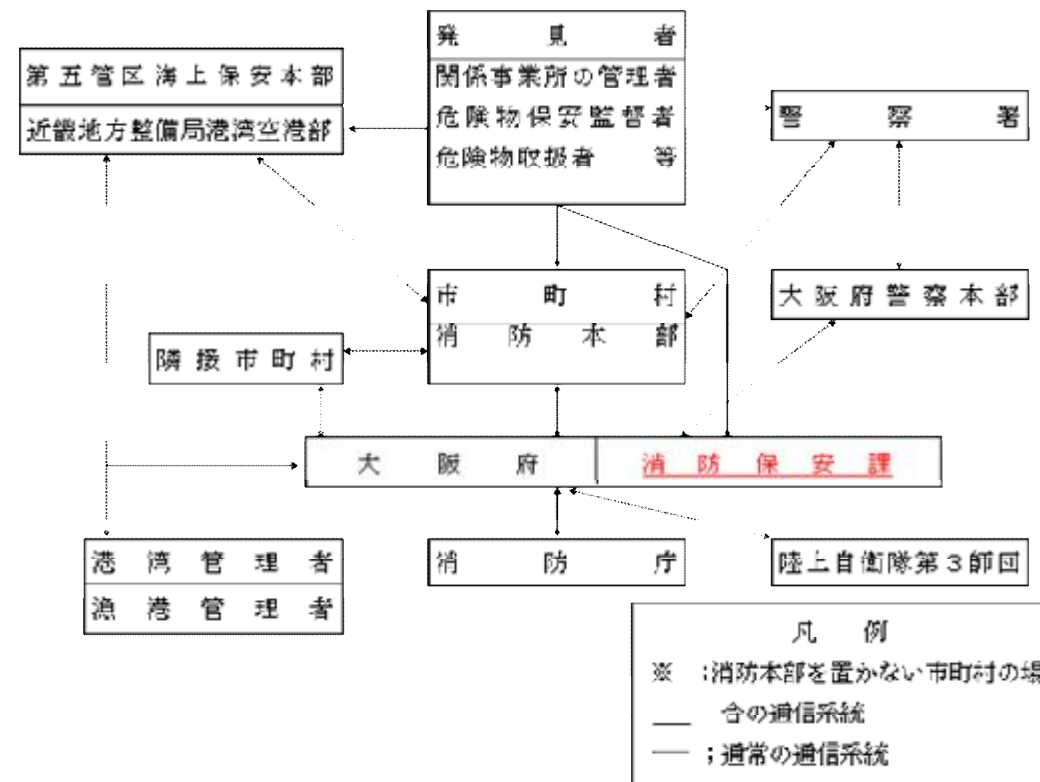 発見者
関係事業所の管理者
危険物保安監督者
危険物取扱者 等
第五管区海上保安本部
近畿地方整備局港湾空港部
警察署
市町村
消防本部
大阪府警察本部
隣接市町村
大阪府
消防保安課
港湾管理者
漁港管理者
消防庁
陸上自衛隊第3師団
凡例
※ :消防本部を置かない市町村の場
合の通信系統
;通常の通信系統